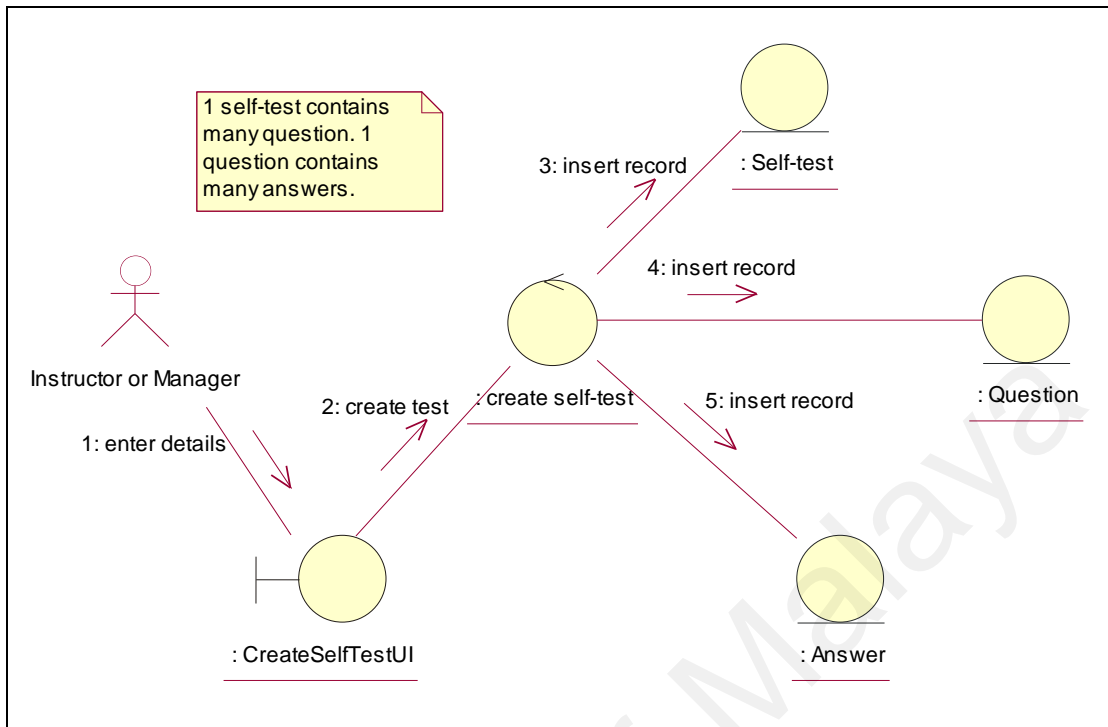 1 self-test contains
many question. 1
question contains
many answers.
: Self-test
3: insert record
4: insert record
: Question
Instructor or Manager
2: create test
: create self-test
5: insert record
1: enter details
: CreateSelfTestUI
: Answer
Malaya